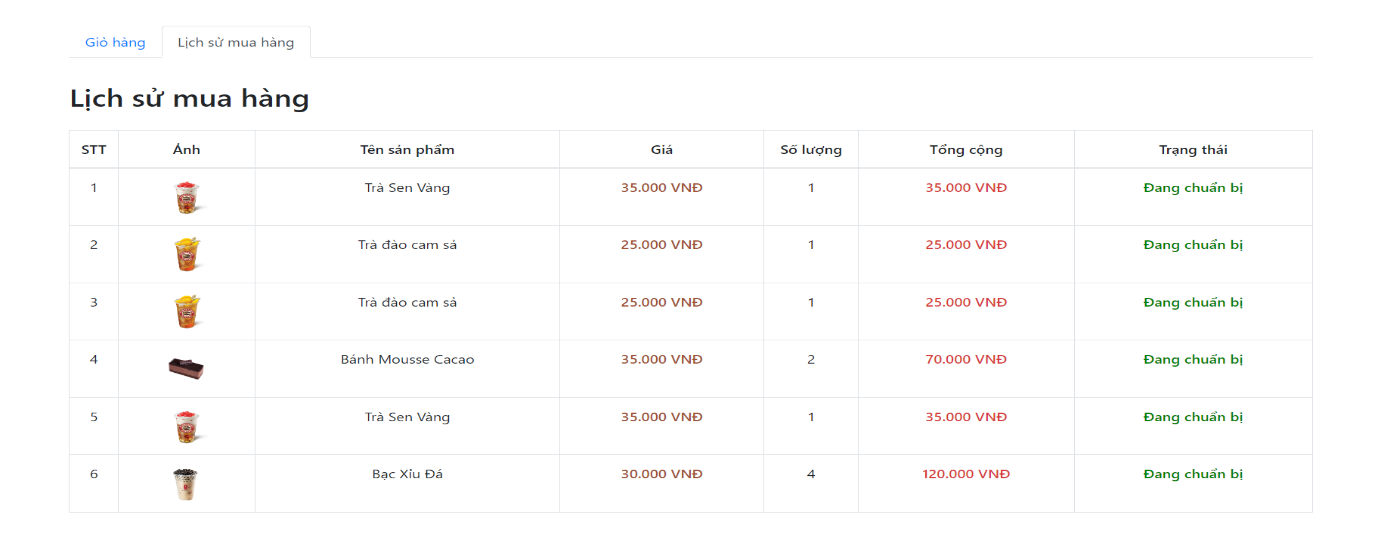 Giỏ hàng Lịch sử mua hàng
Lịch sử mua hàng
STT Ảnh Tên sản phẩm Giá Số lượng Tổng cộng Trạng thái
1 Trà Sen Vàng 35.000 VNĐ 1 35.000 VNĐ Đang chuẩn bị
2 Trà đào cam sả 25.000 VNĐ 1 25.000 VNĐ Đang chuẩn bị
3 Trà đào cam sả 25.000 VNĐ 1 25.000 VNĐ Đang chuẩn bị
4 Bánh Mousse Cacao 35.000 VNĐ 2 70.000 VNĐ Đang chuẩn bị
5 Trà Sen Vàng 35.000 VNĐ 1 35.000 VNĐ Đang chuẩn bị
6 Bạc Xỉu Đá 30.000 VNĐ 4 120.000 VNĐ Đang chuẩn bị